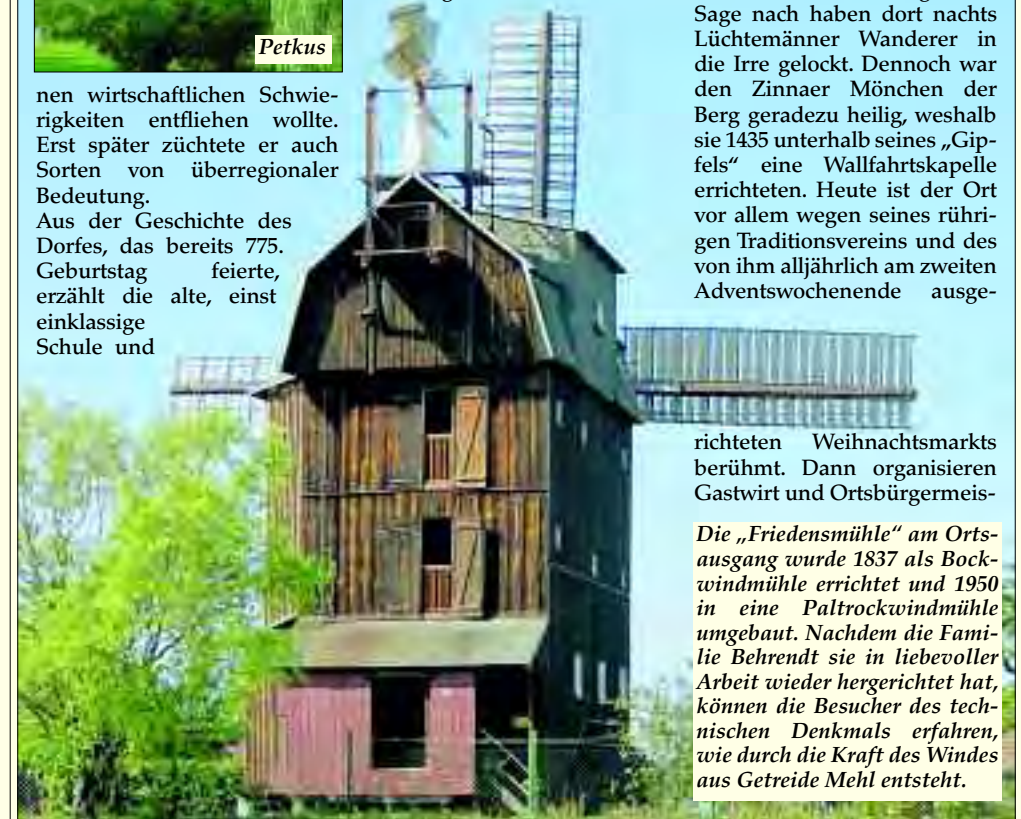 Petkus
nen wirtschaftlichen Schwie-
rigkeiten entfliehen wollte.
Erst später züchtete er auch
Sorten von überregionaler
Bedeutung.
Aus der Geschichte des
Dorfes, das bereits 775.
Geburtstag feierte,
erzählt die alte, einst
einklassige
Schule und
Sage nach haben dort nachts
Lüchtemänner Wanderer in
die Irre gelockt. Dennoch war
den Zinnaer Mönchen der
Berg geradezu heilig, weshalb
sie 1435 unterhalb seines „Gip-
fels“ eine Wallfahrtskapelle
errichteten. Heute ist der Ort
vor allem wegen seines rühri-
gen Traditionsvereins und des
von ihm alljährlich am zweiten
Adventswochenende ausge-
richteten Weihnachtsmarkts
berühmt. Dann organisieren
Gastwirt und Ortsbürgermeis-
Die „Friedensmühle“ am Orts-
ausgang wurde 1837 als Bock-
windmühle errichtet und 1950
in eine Paltrockwindmühle
umgebaut. Nachdem die Fami-
lie Behrendt sie in liebevoller
Arbeit wieder hergerichtet hat,
können die Besucher des tech-
nischen Denkmals erfahren,
wie durch die Kraft des Windes
aus Getreide Mehl entsteht.